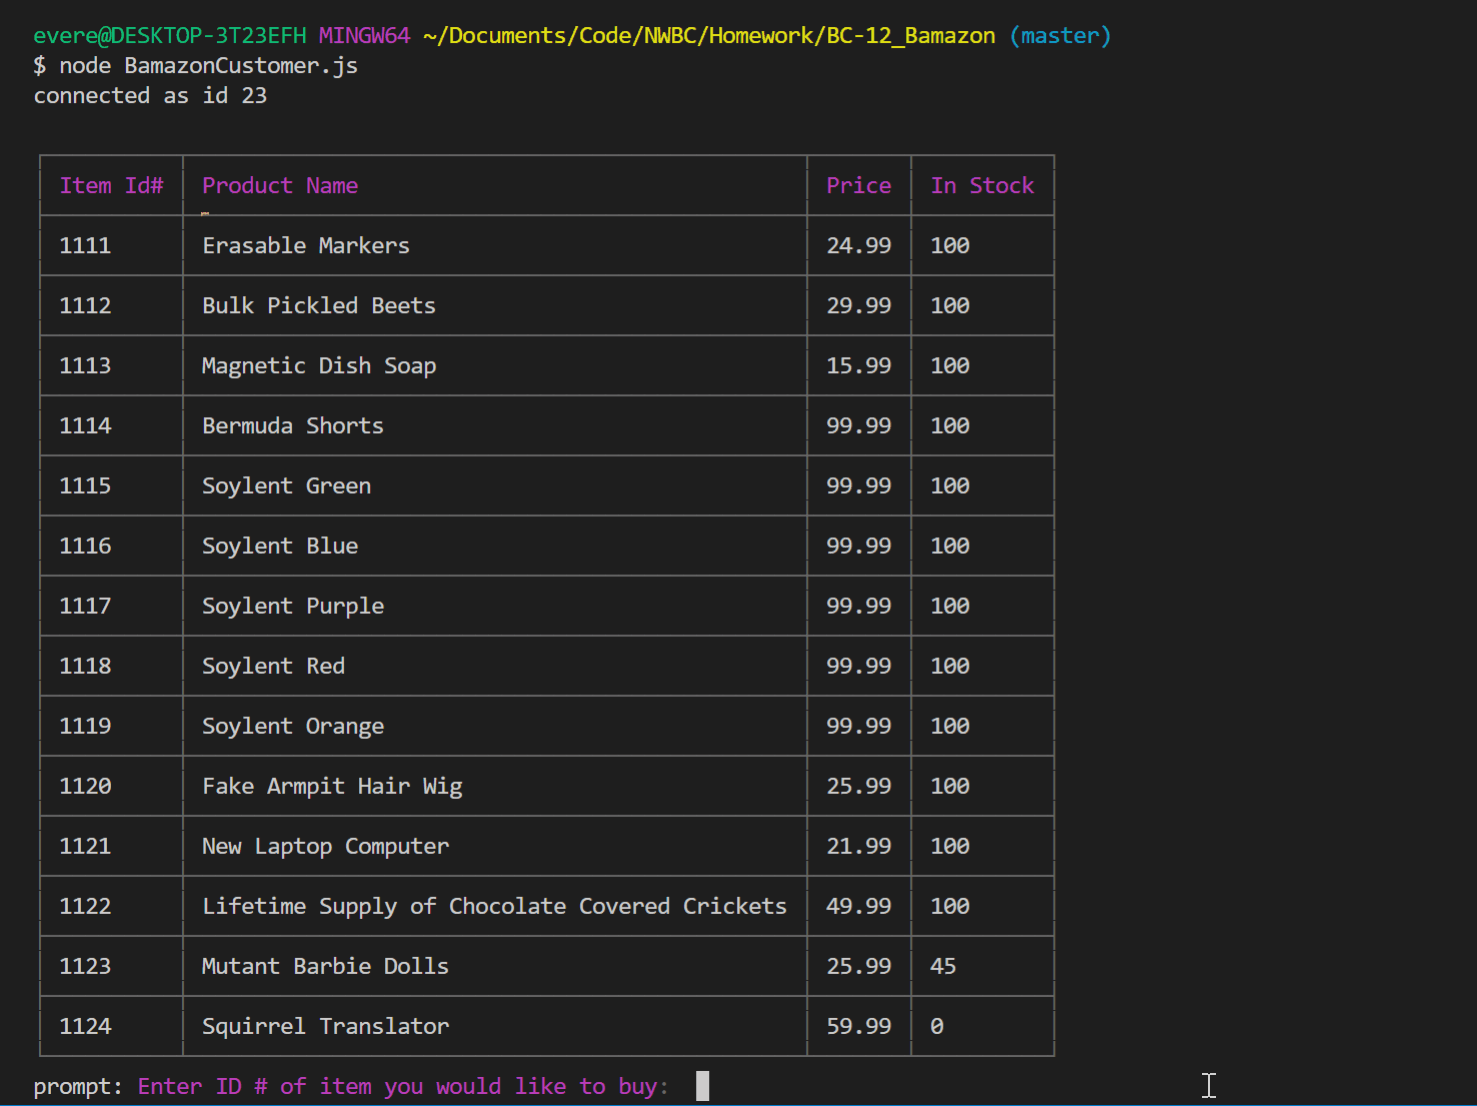 evere@DESKTOP-3T23EFH MINGW64 ~/Documents/Code/NWBC/Homework/BC-12_Bamazon (master)
$ node BamazonCustomer.js
connected as id 23
Item Id# Product Name Price In Stock
1111 Erasable Markers 24.99 100
1112 Bulk Pickled Beets 29.99 100
1113 Magnetic Dish Soap 15.99 100
1114 Bermuda Shorts 99.99 100
1115 Soylent Green 99.99 100
1116 Soylent Blue 99.99 100
1117 Soylent Purple 99.99 100
1118 Soylent Red 99.99 100
1119 Soylent Orange 99.99 100
1120 Fake Armpit Hair Wig 25.99 100
1121 New Laptop Computer 21.99 100
1122 Lifetime Supply of Chocolate Covered Crickets 49.99 100
1123 Mutant Barbie Dolls 25.99 45
1124 Squirrel Translator 59.99 0
prompt: Enter ID # of item you would like to buy: